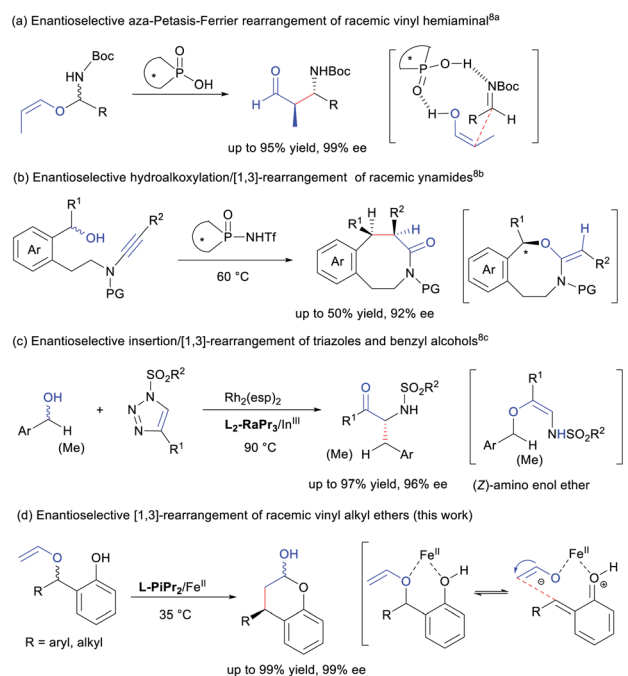 (a) Enantioselective aza-Petasis-Ferrier rearrangement of racemic vinyl hemiaminal8a
HN Boc
O R
* P O OH
O NHBoc
H R
up to 95% yield, 99% ee
* P O H NBoc
O H O R H
(b) Enantioselective hydroalkoxylation/[1,3]-rearrangement of racemic ynamides8b
R1 R2
OH
Ar
N
PG
* P O NHTf
60 °C
R1 H R2 H
O
Ar
N
PG
up to 50% yield, 92% ee
R1 H
* O
R2
Ar
N
PG
(c) Enantioselective insertion/[1,3]-rearrangement of triazoles and benzyl alcohols8c
OH
Ar H
(Me)
+
SO2R2
N N N
R1
Rh2(esp)2
L2-RaPr3/InIII
90 °C
O SO2R2
R1 NH
(Me) H Ar
up to 97% yield, 96% ee
R1
O
Ar H NHSO2R2
(Me)
(Z)-amino enol ether
(d) Enantioselective [1,3]-rearrangement of racemic vinyl alkyl ethers (this work)
O OH
R
R = aryl, alkyl
L-PiPr2/FeII
35 °C
OH
O
R
up to 99% yield, 99% ee
FeII
O O H
R
FeII
⊖ O O H
⊕
R